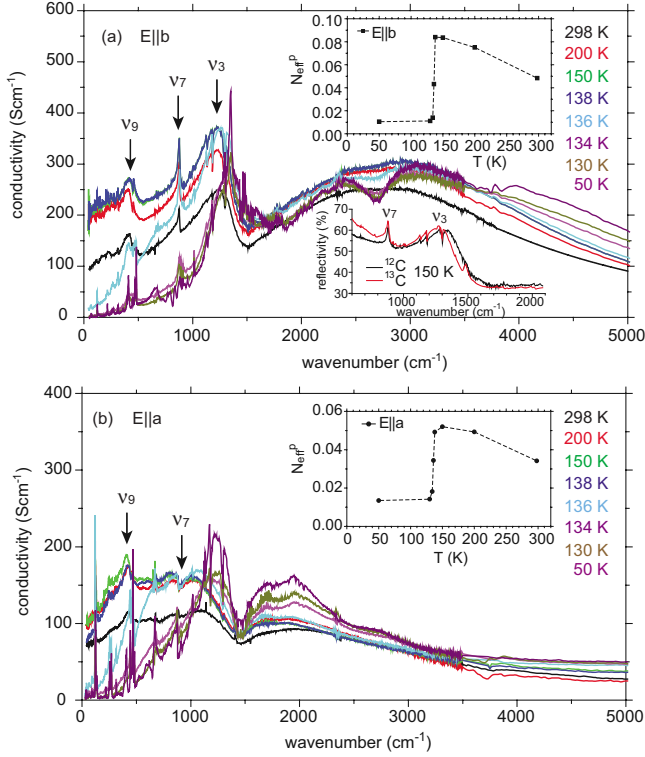 600
500
400
300
200
100
0
conductivity (Scm⁻¹)
(a) E||b
ν₉
ν₇
ν₃
0.10
0.08
0.06
0.04
0.02
0.00
N_eff^p
E||b
0 50 100 150 200 250 300
T (K)
298 K
200 K
150 K
138 K
136 K
134 K
130 K
50 K
70
60
50
40
30
reflectivity (%)
ν₇
ν₃
¹²C
¹³C
150 K
1000 1500 2000
wavenumber (cm⁻¹)
0 1000 2000 3000 4000 5000
wavenumber (cm⁻¹)
400
300
200
100
0
conductivity (Scm⁻¹)
(b) E||a
ν₉
ν₇
0.06
0.04
0.02
0.00
N_eff^p
E||a
0 50 100 150 200 250 300
T (K)
298 K
200 K
150 K
138 K
136 K
134 K
130 K
50 K
0 1000 2000 3000 4000 5000
wavenumber (cm⁻¹)